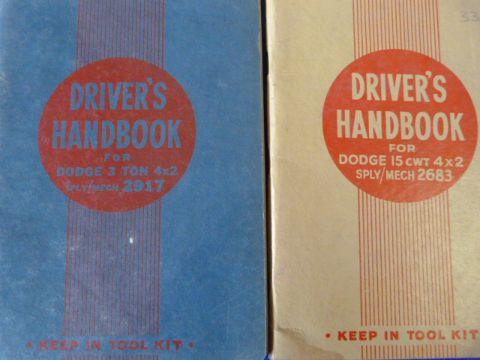 DRIVER'S
HANDBOOK
FOR
DODGE 3 TON 4x2
SPLY/MECH 2917
• KEEP IN TOOL KIT •
33
DRIVER'S
HANDBOOK
FOR
DODGE 15 CWT 4x2
SPLY/MECH 2683
• KEEP IN TOOL KIT